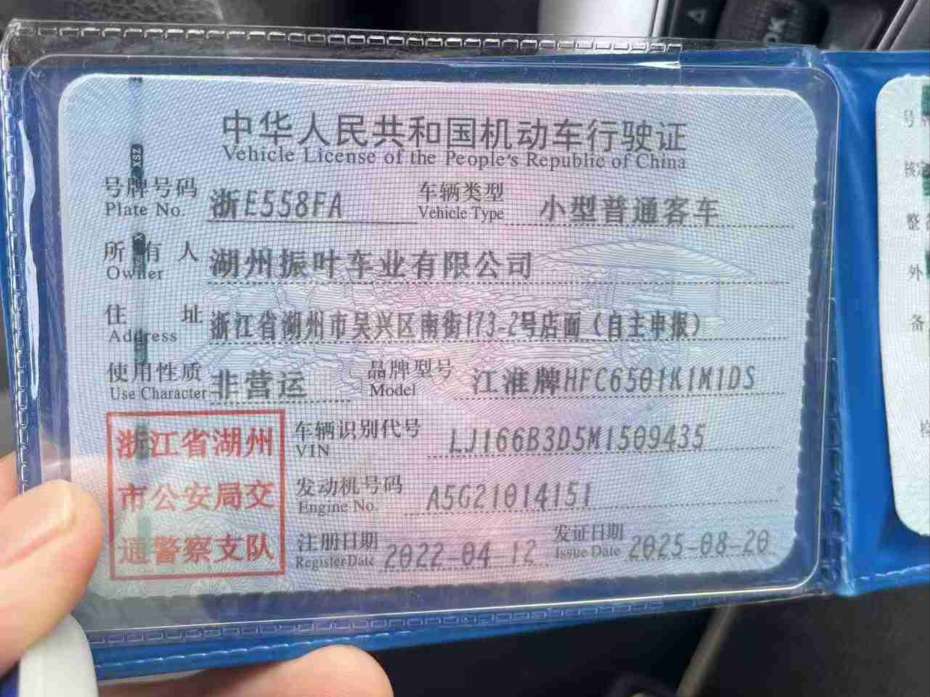 中华人民共和国机动车行驶证
Vehicle License of the People's Republic of China
号牌号码 浙E558FA 车辆类型 小型普通客车
Plate No. Vehicle Type
所有人 湖州振叶车业有限公司
Owner
住址 浙江省湖州市吴兴区南街173-2号店面(自主申报)
Address
使用性质 非营运 品牌型号 江淮牌HFC6501K1M1DS
Use Character Model
浙江省湖州
市公安局交
通警察支队
车辆识别代号 LJ166B3D5M1509435
VIN
发动机号码 A5G21014151
Engine No.
注册日期 2022-04-12 发证日期 2025-08-20
Register Date Issue Date
号
核定
整
外
备